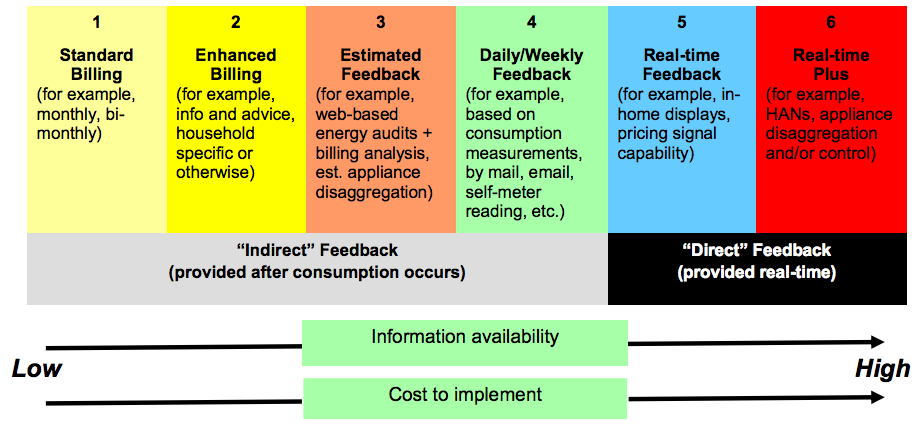 1
Standard
Billing
(for example,
monthly, bi-
monthly)
2
Enhanced
Billing
(for example,
info and advice,
household
specific or
otherwise)
3
Estimated
Feedback
(for example,
web-based
energy audits +
billing analysis,
est. appliance
disaggregation)
4
Daily/Weekly
Feedback
(for example,
based on
consumption
measurements,
by mail, email,
self-meter
reading, etc.)
5
Real-time
Feedback
(for example, in-
home displays,
pricing signal
capability)
6
Real-time
Plus
(for example,
HANs, appliance
disaggregation
and/or control)
“Indirect” Feedback
(provided after consumption occurs)
“Direct” Feedback
(provided real-time)
Information availability
Low
High
Cost to implement